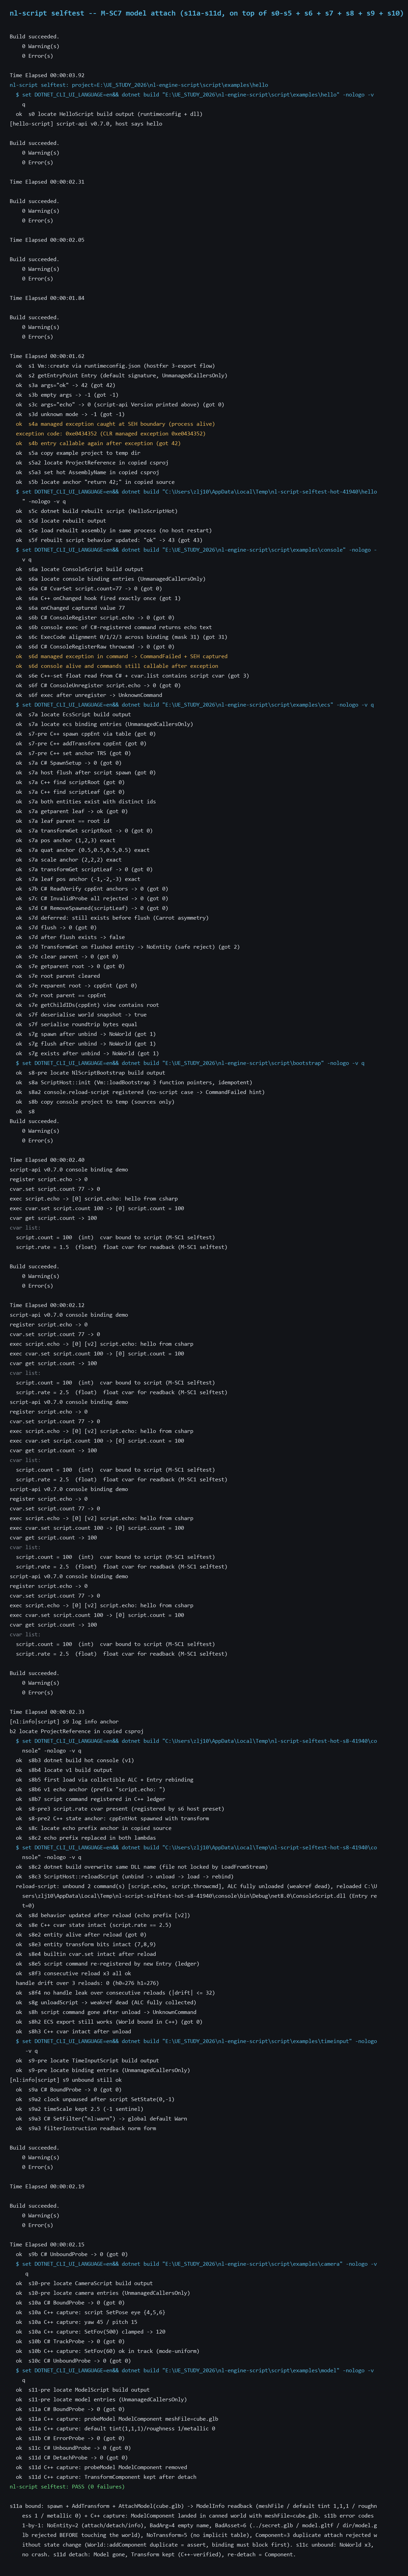 nl-script selftest -- M-SC7 model attach (s11a-s11d, on top of s0-s5 + s6 + s7 + s8 + s9 + s10)
Build succeeded.
0 Warning(s)
0 Error(s)
Time Elapsed 00:00:03.92
nl-script selftest: project=E:\UE_STUDY_2026\nl-engine-script\script\examples\hello
$ set DOTNET_CLI_UI_LANGUAGE=en&& dotnet build "E:\UE_STUDY_2026\nl-engine-script\script\examples\hello" -nologo -v
q
ok  s0 locate HelloScript build output (runtimeconfig + dll)
[hello-script] script-api v0.7.0, host says hello
Build succeeded.
0 Warning(s)
0 Error(s)
Time Elapsed 00:00:02.31
Build succeeded.
0 Warning(s)
0 Error(s)
Time Elapsed 00:00:02.05
Build succeeded.
0 Warning(s)
0 Error(s)
Time Elapsed 00:00:01.84
Build succeeded.
0 Warning(s)
0 Error(s)
Time Elapsed 00:00:01.62
ok  s1 Vm::create via runtimeconfig.json (hostfxr 3-export flow)
ok  s2 getEntryPoint Entry (default signature, UnmanagedCallersOnly)
ok  s3a args="ok" -> 42 (got 42)
ok  s3b empty args -> -1 (got -1)
ok  s3c args="echo" -> 0 (script-api Version printed above) (got 0)
ok  s3d unknown mode -> -1 (got -1)
ok  s4a managed exception caught at SEH boundary (process alive)
exception code: 0xe0434352 (CLR managed exception 0xe0434352)
ok  s4b entry callable again after exception (got 42)
ok  s5a copy example project to temp dir
ok  s5a2 locate ProjectReference in copied csproj
ok  s5a3 set hot AssemblyName in copied csproj
ok  s5b locate anchor "return 42;" in copied source
$ set DOTNET_CLI_UI_LANGUAGE=en&& dotnet build "C:\Users\zlj10\AppData\Local\Temp\nl-script-selftest-hot-41940\hello
" -nologo -v q
ok  s5c dotnet build rebuilt script (HelloScriptHot)
ok  s5d locate rebuilt output
ok  s5e load rebuilt assembly in same process (no host restart)
ok  s5f rebuilt script behavior updated: "ok" -> 43 (got 43)
$ set DOTNET_CLI_UI_LANGUAGE=en&& dotnet build "E:\UE_STUDY_2026\nl-engine-script\script\examples\console" -nologo -
v q
ok  s6a locate ConsoleScript build output
ok  s6a locate console binding entries (UnmanagedCallersOnly)
ok  s6a C# CvarSet script.count=77 -> 0 (got 0)
ok  s6a C++ onChanged hook fired exactly once (got 1)
ok  s6a onChanged captured value 77
ok  s6b C# ConsoleRegister script.echo -> 0 (got 0)
ok  s6b console exec of C#-registered command returns echo text
ok  s6c ExecCode alignment 0/1/2/3 across binding (mask 31) (got 31)
ok  s6d C# ConsoleRegisterRaw throwcmd -> 0 (got 0)
ok  s6d managed exception in command -> CommandFailed + SEH captured
ok  s6d console alive and commands still callable after exception
ok  s6e C++-set float read from C# + cvar.list contains script cvar (got 3)
ok  s6f C# ConsoleUnregister script.echo -> 0 (got 0)
ok  s6f exec after unregister -> UnknownCommand
$ set DOTNET_CLI_UI_LANGUAGE=en&& dotnet build "E:\UE_STUDY_2026\nl-engine-script\script\examples\ecs" -nologo -v q
ok  s7a locate EcsScript build output
ok  s7a locate ecs binding entries (UnmanagedCallersOnly)
ok  s7-pre C++ spawn cppEnt via table (got 0)
ok  s7-pre C++ addTransform cppEnt (got 0)
ok  s7-pre C++ set anchor TRS (got 0)
ok  s7a C# SpawnSetup -> 0 (got 0)
ok  s7a host flush after script spawn (got 0)
ok  s7a C++ find scriptRoot (got 0)
ok  s7a C++ find scriptLeaf (got 0)
ok  s7a both entities exist with distinct ids
ok  s7a getparent leaf -> ok (got 0)
ok  s7a leaf parent == root id
ok  s7a transformGet scriptRoot -> 0 (got 0)
ok  s7a pos anchor (1,2,3) exact
ok  s7a quat anchor (0.5,0.5,0.5,0.5) exact
ok  s7a scale anchor (2,2,2) exact
ok  s7a transformGet scriptLeaf -> 0 (got 0)
ok  s7a leaf pos anchor (-1,-2,-3) exact
ok  s7b C# ReadVerify cppEnt anchors -> 0 (got 0)
ok  s7c C# InvalidProbe all rejected -> 0 (got 0)
ok  s7d C# RemoveSpawned(scriptLeaf) -> 0 (got 0)
ok  s7d deferred: still exists before flush (Carrot asymmetry)
ok  s7d flush -> 0 (got 0)
ok  s7d after flush exists -> false
ok  s7d TransformGet on flushed entity -> NoEntity (safe reject) (got 2)
ok  s7e clear parent -> 0 (got 0)
ok  s7e getparent root -> 0 (got 0)
ok  s7e root parent cleared
ok  s7e reparent root -> cppEnt (got 0)
ok  s7e root parent == cppEnt
ok  s7e getChildIDs(cppEnt) view contains root
ok  s7f deserialise world snapshot -> true
ok  s7f serialise roundtrip bytes equal
ok  s7g spawn after unbind -> NoWorld (got 1)
ok  s7g flush after unbind -> NoWorld (got 1)
ok  s7g exists after unbind -> NoWorld (got 1)
$ set DOTNET_CLI_UI_LANGUAGE=en&& dotnet build "E:\UE_STUDY_2026\nl-engine-script\script\bootstrap" -nologo -v q
ok  s8-pre locate NlScriptBootstrap build output
ok  s8a ScriptHost::init (Vm::loadBootstrap 3 function pointers, idempotent)
ok  s8a2 console.reload-script registered (no-script case -> CommandFailed hint)
ok  s8b copy console project to temp (sources only)
ok  s8
Build succeeded.
0 Warning(s)
0 Error(s)
Time Elapsed 00:00:02.40
script-api v0.7.0 console binding demo
register script.echo -> 0
cvar.set script.count 77 -> 0
exec script.echo -> [0] script.echo: hello from csharp
exec cvar.set script.count 100 -> [0] script.count = 100
cvar get script.count -> 100
cvar list:
script.count = 100  (int)  cvar bound to script (M-SC1 selftest)
script.rate = 1.5  (float)  float cvar for readback (M-SC1 selftest)
Build succeeded.
0 Warning(s)
0 Error(s)
Time Elapsed 00:00:02.12
script-api v0.7.0 console binding demo
register script.echo -> 0
cvar.set script.count 77 -> 0
exec script.echo -> [0] [v2] script.echo: hello from csharp
exec cvar.set script.count 100 -> [0] script.count = 100
cvar get script.count -> 100
cvar list:
script.count = 100  (int)  cvar bound to script (M-SC1 selftest)
script.rate = 2.5  (float)  float cvar for readback (M-SC1 selftest)
script-api v0.7.0 console binding demo
register script.echo -> 0
cvar.set script.count 77 -> 0
exec script.echo -> [0] [v2] script.echo: hello from csharp
exec cvar.set script.count 100 -> [0] script.count = 100
cvar get script.count -> 100
cvar list:
script.count = 100  (int)  cvar bound to script (M-SC1 selftest)
script.rate = 2.5  (float)  float cvar for readback (M-SC1 selftest)
script-api v0.7.0 console binding demo
register script.echo -> 0
cvar.set script.count 77 -> 0
exec script.echo -> [0] [v2] script.echo: hello from csharp
exec cvar.set script.count 100 -> [0] script.count = 100
cvar get script.count -> 100
cvar list:
script.count = 100  (int)  cvar bound to script (M-SC1 selftest)
script.rate = 2.5  (float)  float cvar for readback (M-SC1 selftest)
script-api v0.7.0 console binding demo
register script.echo -> 0
cvar.set script.count 77 -> 0
exec script.echo -> [0] [v2] script.echo: hello from csharp
exec cvar.set script.count 100 -> [0] script.count = 100
cvar get script.count -> 100
cvar list:
script.count = 100  (int)  cvar bound to script (M-SC1 selftest)
script.rate = 2.5  (float)  float cvar for readback (M-SC1 selftest)
Build succeeded.
0 Warning(s)
0 Error(s)
Time Elapsed 00:00:02.33
[nl:info|script] s9 log info anchor
b2 locate ProjectReference in copied csproj
$ set DOTNET_CLI_UI_LANGUAGE=en&& dotnet build "C:\Users\zlj10\AppData\Local\Temp\nl-script-selftest-hot-s8-41940\co
nsole" -nologo -v q
ok  s8b3 dotnet build hot console (v1)
ok  s8b4 locate v1 build output
ok  s8b5 first load via collectible ALC + Entry rebinding
ok  s8b6 v1 echo anchor (prefix "script.echo: ")
ok  s8b7 script command registered in C++ ledger
ok  s8-pre3 script.rate cvar present (registered by s6 host preset)
ok  s8-pre2 C++ state anchor: cppEntHot spawned with transform
ok  s8c locate echo prefix anchor in copied source
ok  s8c2 echo prefix replaced in both lambdas
$ set DOTNET_CLI_UI_LANGUAGE=en&& dotnet build "C:\Users\zlj10\AppData\Local\Temp\nl-script-selftest-hot-s8-41940\co
nsole" -nologo -v q
ok  s8c2 dotnet build overwrite same DLL name (file not locked by LoadFromStream)
ok  s8c3 ScriptHost::reloadScript (unbind -> unload -> load -> rebind)
reload-script: unbound 2 command(s) [script.echo, script.throwcmd], ALC fully unloaded (weakref dead), reloaded C:\U
sers\zlj10\AppData\Local\Temp\nl-script-selftest-hot-s8-41940\console\bin\Debug\net8.0\ConsoleScript.dll (Entry re
t=0)
ok  s8d behavior updated after reload (echo prefix [v2])
ok  s8e C++ cvar state intact (script.rate == 2.5)
ok  s8e2 entity alive after reload (got 0)
ok  s8e3 entity transform bits intact (7,8,9)
ok  s8e4 builtin cvar.set intact after reload
ok  s8e5 script command re-registered by new Entry (ledger)
ok  s8f3 consecutive reload x3 all ok
handle drift over 3 reloads: 0 (h0=276 h1=276)
ok  s8f4 no handle leak over consecutive reloads (|drift| <= 32)
ok  s8g unloadScript -> weakref dead (ALC fully collected)
ok  s8h script command gone after unload -> UnknownCommand
ok  s8h2 ECS export still works (World bound in C++) (got 0)
ok  s8h3 C++ cvar intact after unload
$ set DOTNET_CLI_UI_LANGUAGE=en&& dotnet build "E:\UE_STUDY_2026\nl-engine-script\script\examples\timeinput" -nologo
-v q
ok  s9-pre locate TimeInputScript build output
ok  s9-pre locate binding entries (UnmanagedCallersOnly)
[nl:info|script] s9 unbound still ok
ok  s9a C# BoundProbe -> 0 (got 0)
ok  s9a2 clock unpaused after script SetState(0,-1)
ok  s9a2 timeScale kept 2.5 (-1 sentinel)
ok  s9a3 C# SetFilter("nl:warn") -> global default Warn
ok  s9a3 filterInstruction readback norm form
Build succeeded.
0 Warning(s)
0 Error(s)
Time Elapsed 00:00:02.19
Build succeeded.
0 Warning(s)
0 Error(s)
Time Elapsed 00:00:02.15
ok  s9b C# UnboundProbe -> 0 (got 0)
$ set DOTNET_CLI_UI_LANGUAGE=en&& dotnet build "E:\UE_STUDY_2026\nl-engine-script\script\examples\camera" -nologo -v
q
ok  s10-pre locate CameraScript build output
ok  s10-pre locate camera entries (UnmanagedCallersOnly)
ok  s10a C# BoundProbe -> 0 (got 0)
ok  s10a C++ capture: script SetPose eye {4,5,6}
ok  s10a C++ capture: yaw 45 / pitch 15
ok  s10a C++ capture: SetFov(500) clamped -> 120
ok  s10b C# TrackProbe -> 0 (got 0)
ok  s10b C++ capture: SetFov(60) ok in track (mode-uniform)
ok  s10c C# UnboundProbe -> 0 (got 0)
$ set DOTNET_CLI_UI_LANGUAGE=en&& dotnet build "E:\UE_STUDY_2026\nl-engine-script\script\examples\model" -nologo -v
q
ok  s11-pre locate ModelScript build output
ok  s11-pre locate model entries (UnmanagedCallersOnly)
ok  s11a C# BoundProbe -> 0 (got 0)
ok  s11a C++ capture: probeModel ModelComponent meshFile=cube.glb
ok  s11a C++ capture: default tint(1,1,1)/roughness 1/metallic 0
ok  s11b C# ErrorProbe -> 0 (got 0)
ok  s11c C# UnboundProbe -> 0 (got 0)
ok  s11d C# DetachProbe -> 0 (got 0)
ok  s11d C++ capture: probeModel ModelComponent removed
ok  s11d C++ capture: TransformComponent kept after detach
nl-script selftest: PASS (0 failures)
s11a bound: spawn + AddTransform + AttachModel(cube.glb) -> ModelInfo readback (meshFile / default tint 1,1,1 / roughn
ess 1 / metallic 0) + C++ capture: ModelComponent landed in canned world with meshFile=cube.glb. s11b error codes
1-by-1: NoEntity=2 (attach/detach/info), BadArg=4 empty name, BadAsset=6 (../secret.glb / model.gltf / dir/model.g
lb rejected BEFORE touching the world), NoTransform=5 (no implicit table), Component=3 duplicate attach rejected w
ithout state change (World::addComponent duplicate = assert, binding must block first). s11c unbound: NoWorld x3,
no crash. s11d detach: Model gone, Transform kept (C++-verified), re-detach = Component.